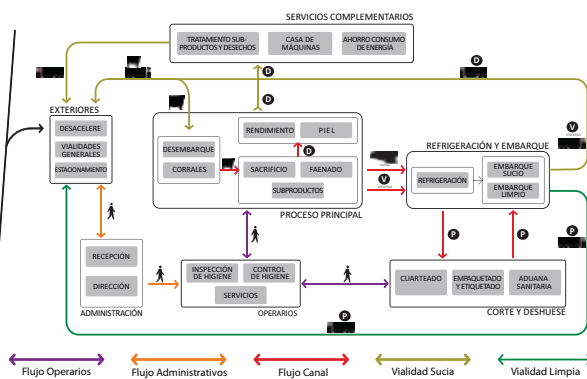 SERVICIOS COMPLEMENTARIOS
TRATAMIENTO SUB-
PRODUCTOS Y DESECHOS
CASA DE
MÁQUINAS
AHORRO CONSUMO
DE ENERGÍA
D
D
D
EXTERIORES
DESACELERE
VIALIDADES
GENERALES
ESTACIONAMIENTO
DESEMBARQUE
CORRALES
RENDIMIENTO
PIEL
D
SACRIFICIO
FAENADO
SUBPRODUCTOS
PROCESO PRINCIPAL
V
REFRIGERACIÓN Y EMBARQUE
REFRIGERACIÓN
EMBARQUE
SUCIO
EMBARQUE
LIMPIO
V
P
P
P
RECEPCIÓN
DIRECCIÓN
ADMINISTRACIÓN
INSPECCIÓN
DE HIGIENE
CONTROL
DE HIGIENE
SERVICIOS
OPERARIOS
CUARTEADO
EMPAQUETADO
Y ETIQUETADO
ADUANA
SANITARIA
CORTE Y DESHUESE
P
Flujo Operarios
Flujo Administrativos
Flujo Canal
Vialidad Sucia
Vialidad Limpia